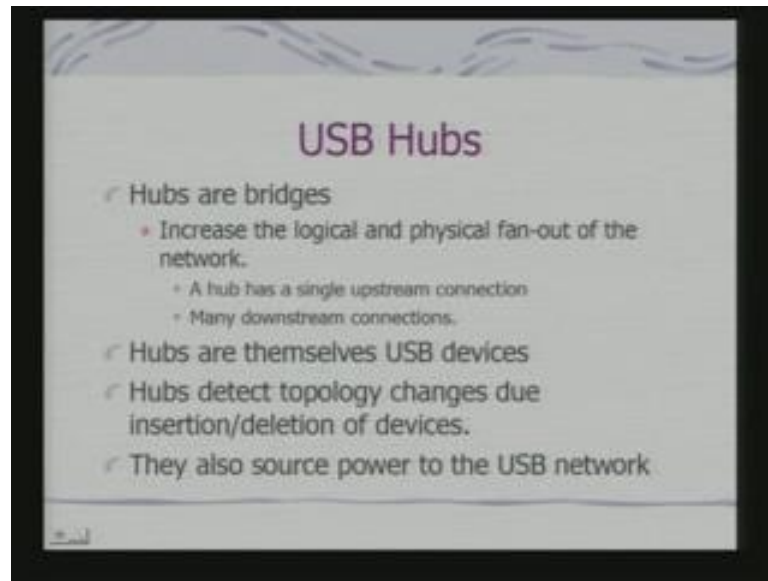 USB Hubs
Hubs are bridges
Increase the logical and physical fan-out of the
network.
A hub has a single upstream connection
Many downstream connections.
Hubs are themselves USB devices
Hubs detect topology changes due
insertion/deletion of devices.
They also source power to the USB network